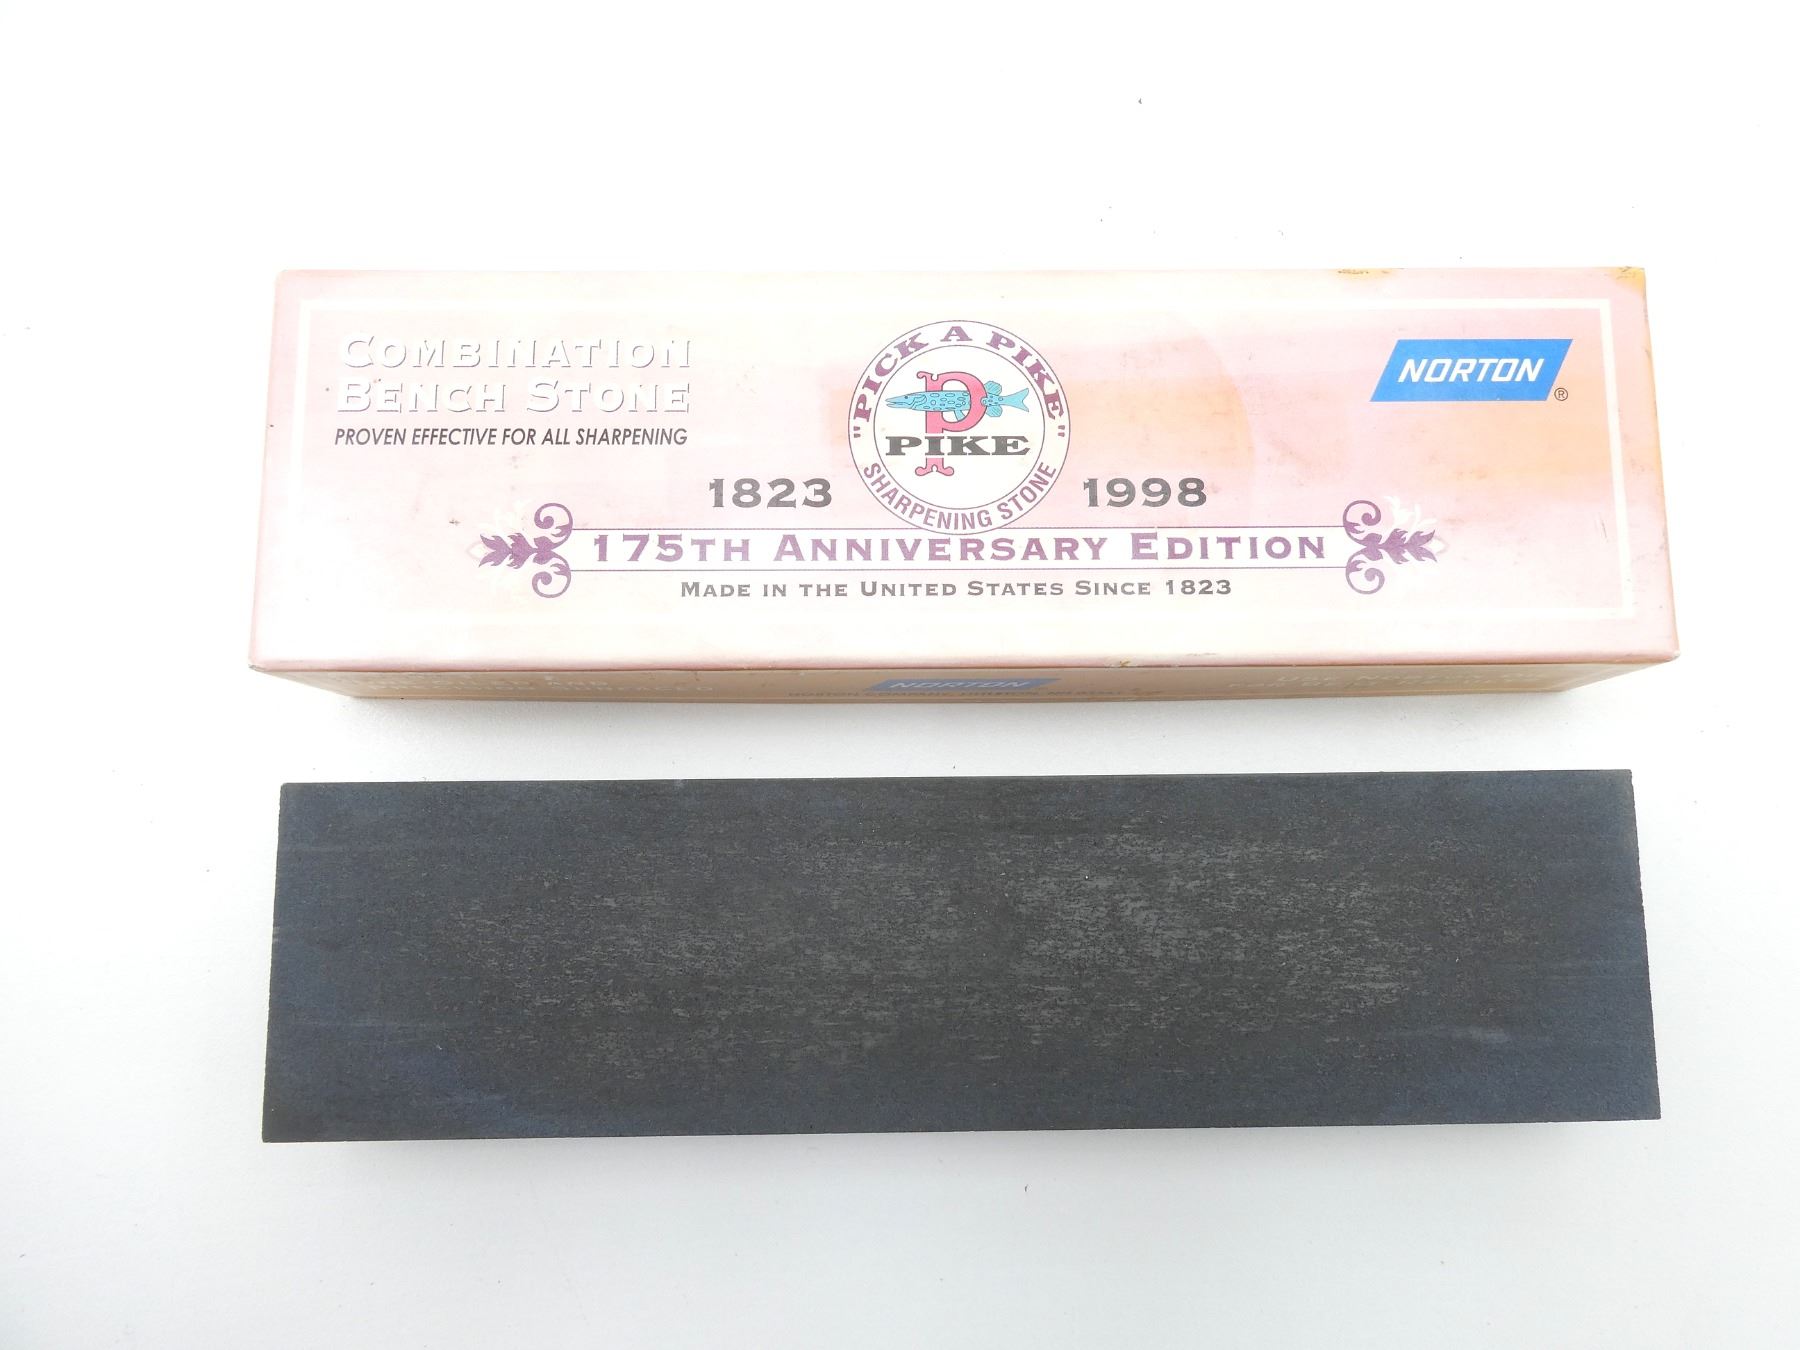 COMBINATION
BENCH STONE
PROVEN EFFECTIVE FOR ALL SHARPENING
"PICK A PIKE"
P
PIKE
SHARPENING STONE
NORTON®
1823 1998
175TH ANNIVERSARY EDITION
MADE IN THE UNITED STATES SINCE 1823
NORTON